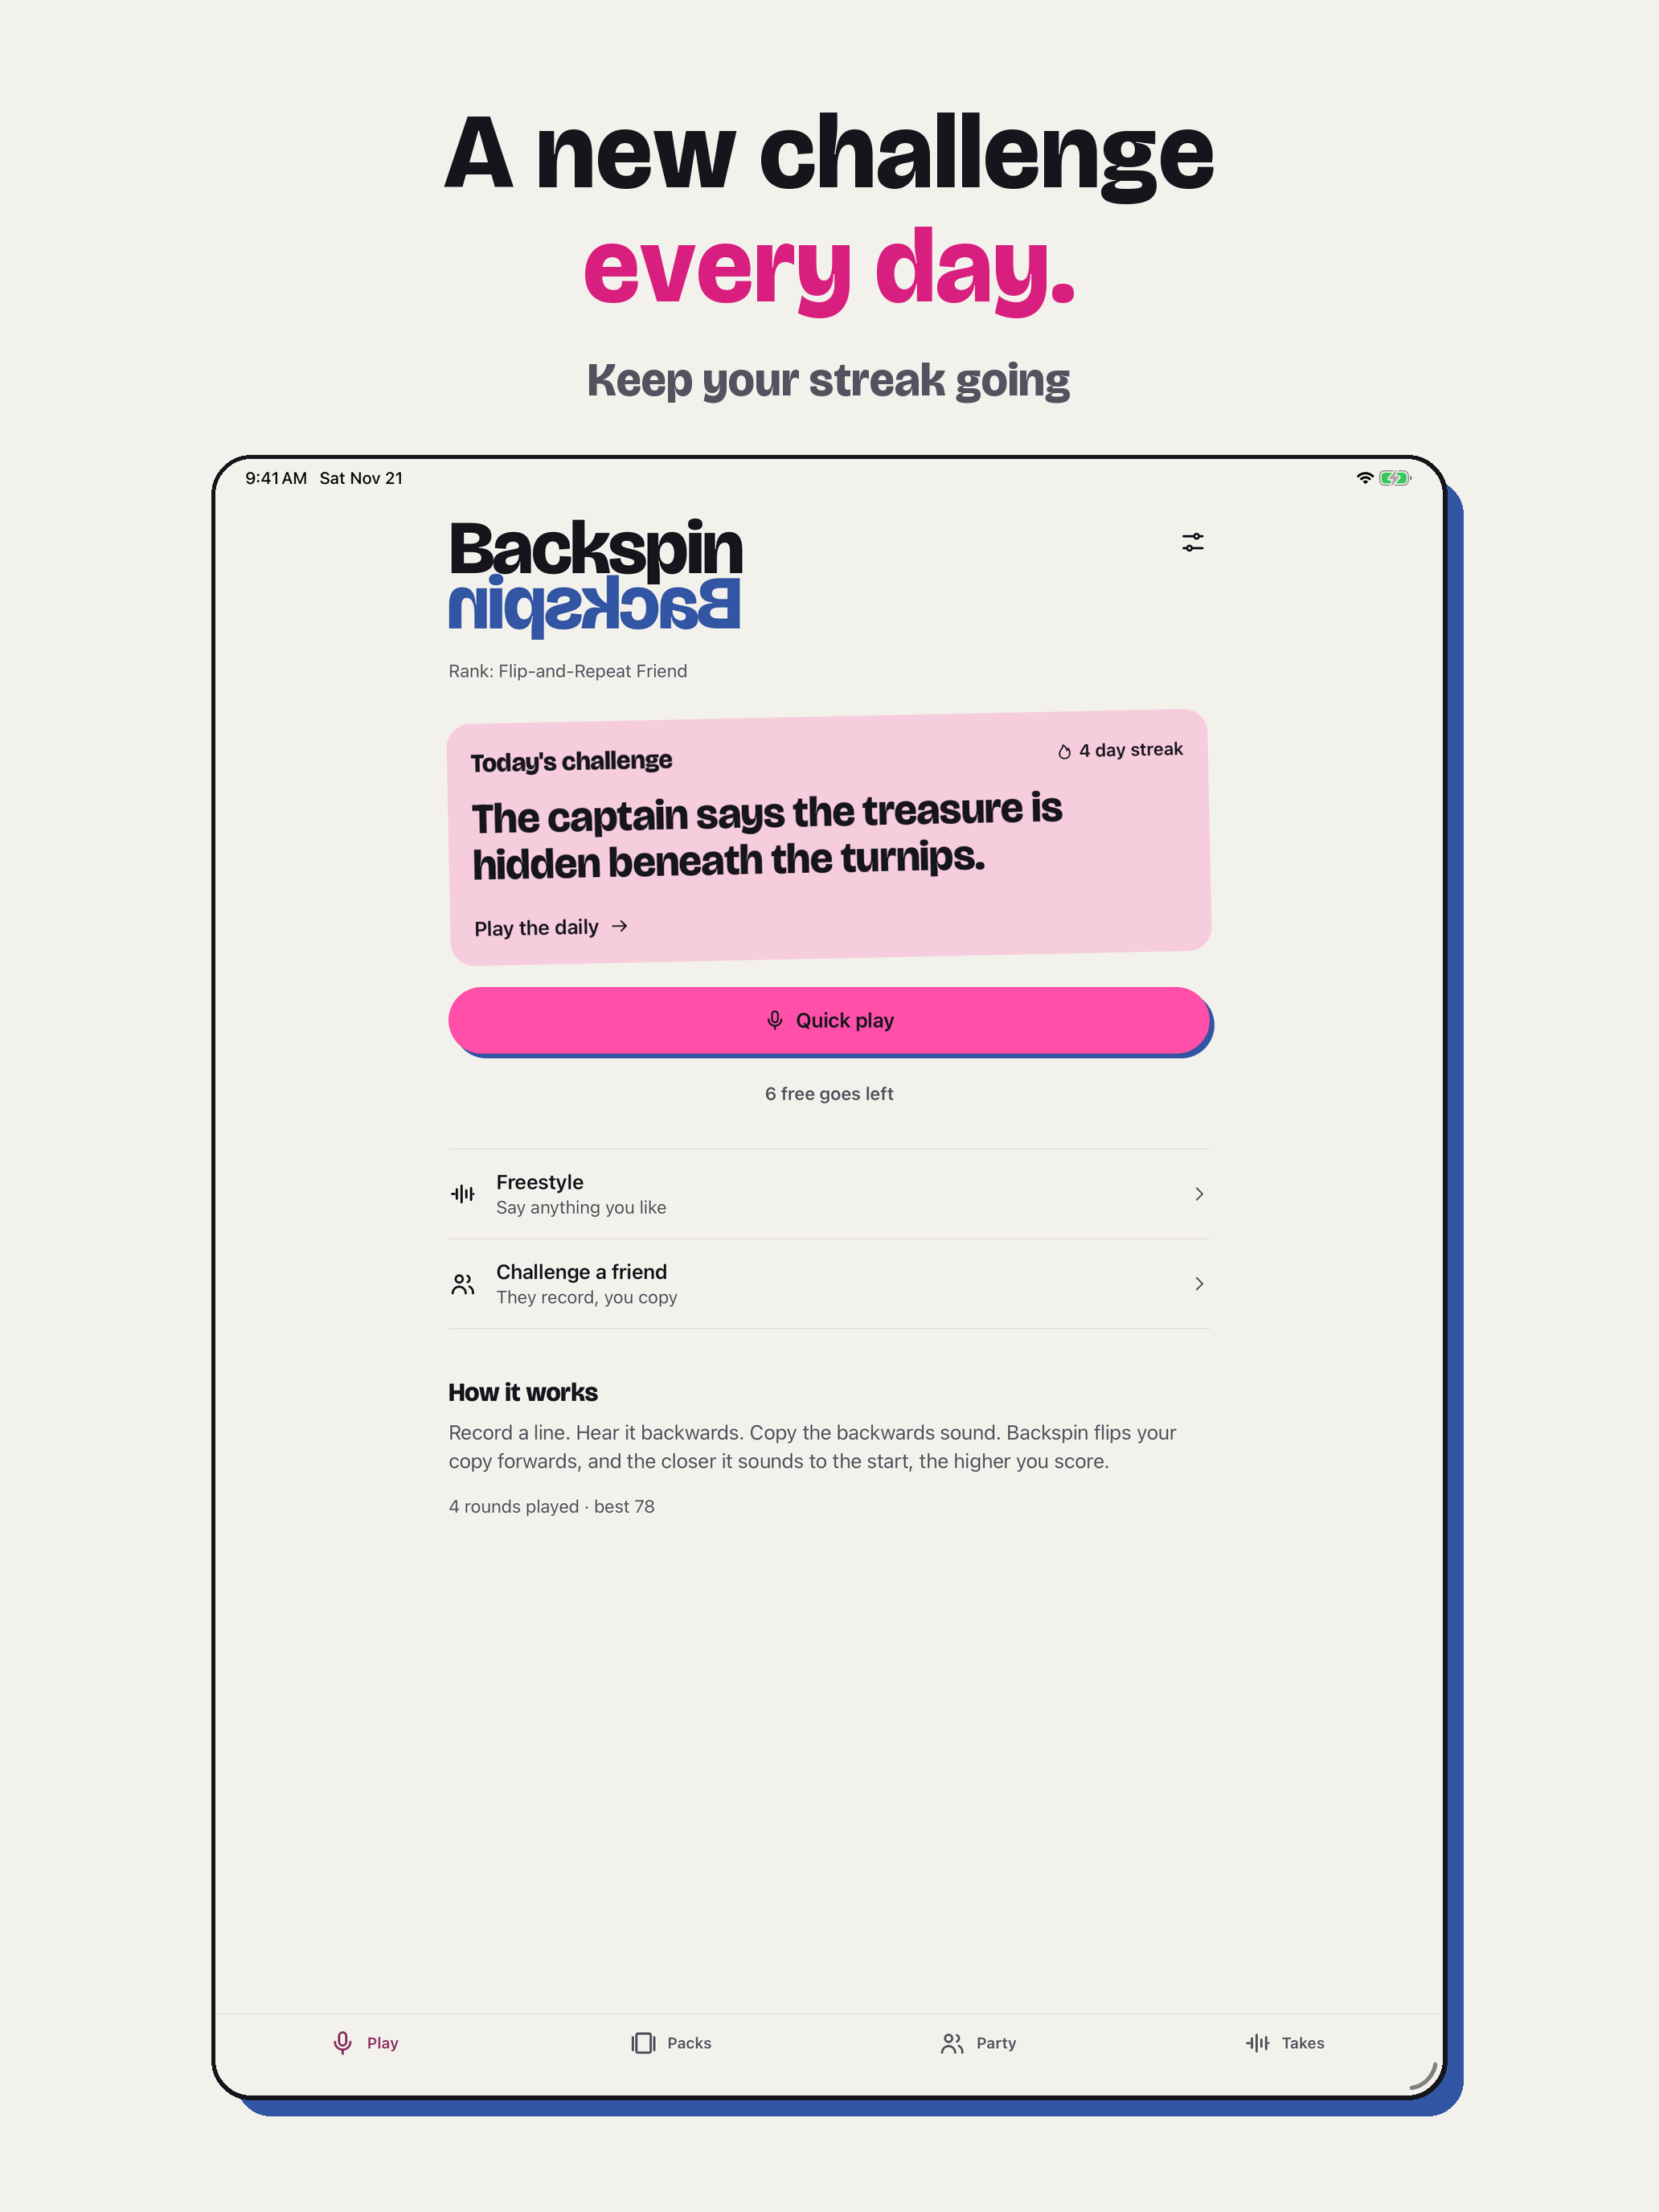 A new challenge
every day.
Keep your streak going
9:41 AM Sat Nov 21
Backspin
Backspin
Rank: Flip-and-Repeat Friend
Today's challenge
4 day streak
The captain says the treasure is
hidden beneath the turnips.
Play the daily →
Quick play
6 free goes left
Freestyle
Say anything you like
Challenge a friend
They record, you copy
How it works
Record a line. Hear it backwards. Copy the backwards sound. Backspin flips your
copy forwards, and the closer it sounds to the start, the higher you score.
4 rounds played · best 78
Play
Packs
Party
Takes